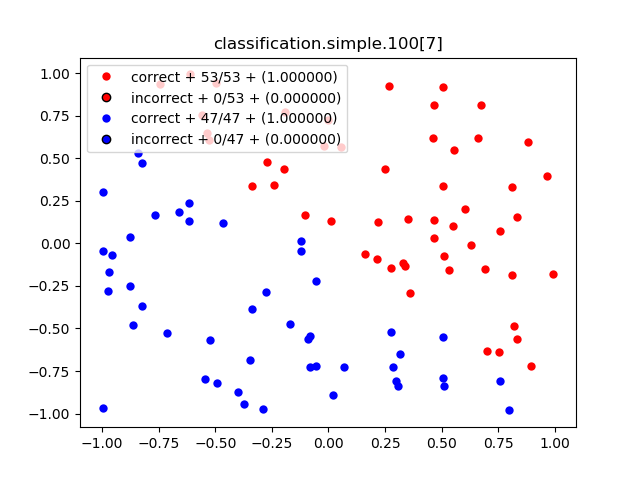 classification.simple.100[7]
correct + 53/53 + (1.000000)
incorrect + 0/53 + (0.000000)
correct + 47/47 + (1.000000)
incorrect + 0/47 + (0.000000)
1.00
0.75
0.50
0.25
0.00
−0.25
−0.50
−0.75
−1.00
−1.00 −0.75 −0.50 −0.25 0.00 0.25 0.50 0.75 1.00